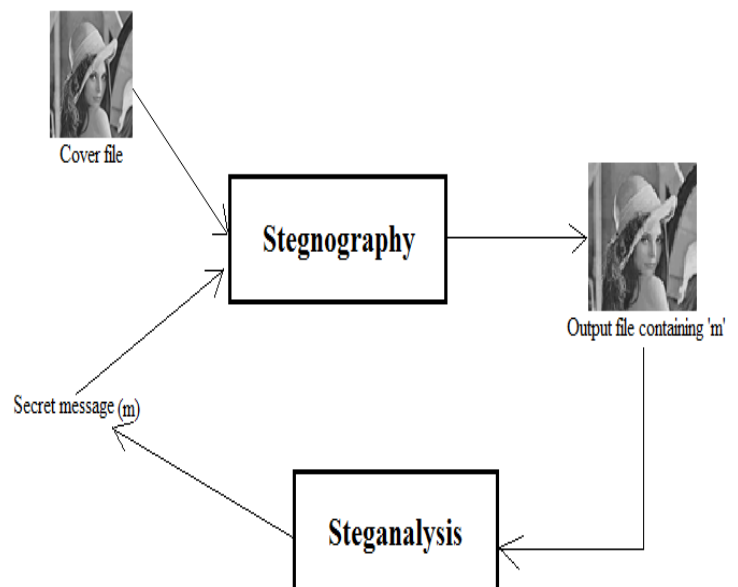 Cover file
Stegnography
Output file containing 'm'
Secret message (m)
Steganalysis